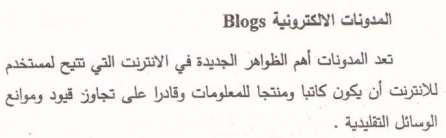 المدونات الالكترونية Blogs
تعد المدونات أهم الظواهر الجديدة في الانترنت التي تتيح لمستخدم
للانترنت أن يكون كاتبا ومنتجا للمعلومات وقادرا على تجاوز قيود وموانع
الوسائل التقليدية .